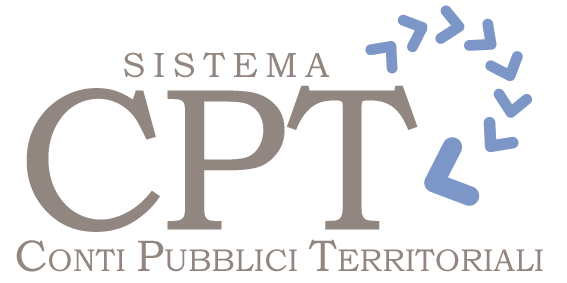 SISTEMA
CPT
CONTI PUBBLICI TERRITORIALI